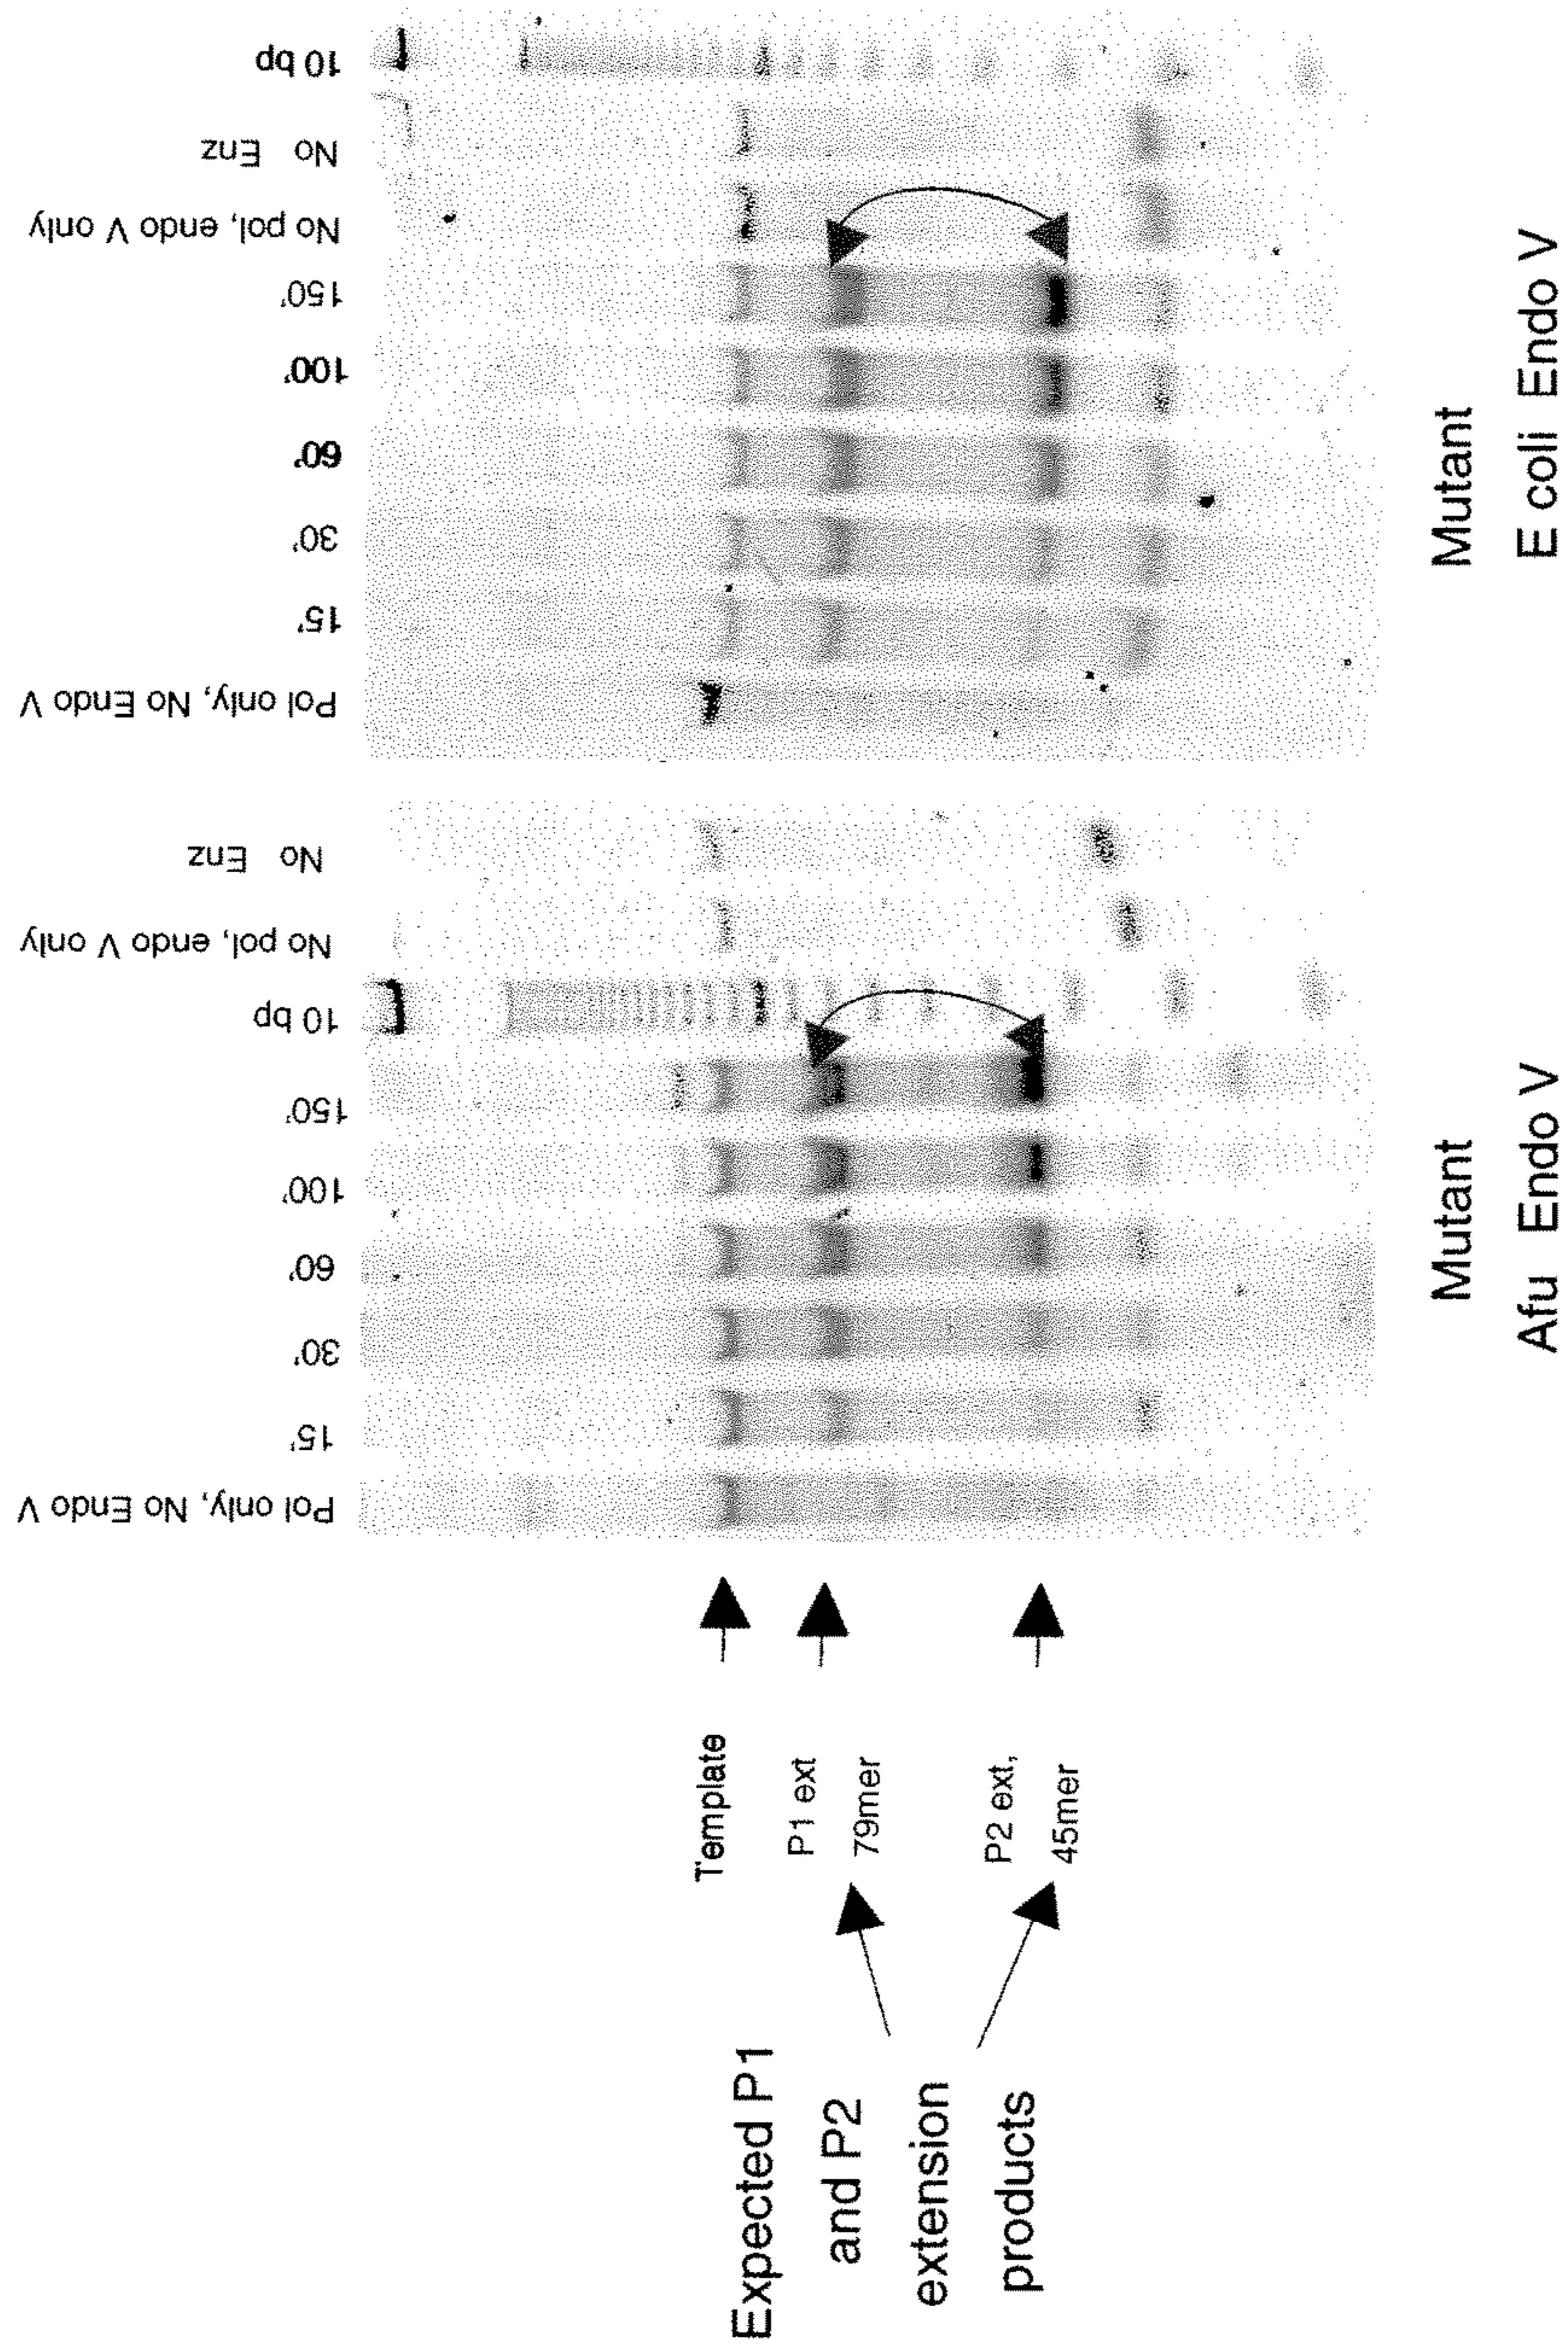 Pol only, No Endo V
15'
30'
60'
100'
150'
10 bp
No pol, endo V only
No Enz
Pol only, No Endo V
15'
30'
60'
100'
150'
No pol, endo V only
No Enz
10 bp
Template
P1 ext
79mer
P2 ext,
45mer
Expected P1
and P2
extension
products
Mutant
Afu Endo V
Mutant
E coli Endo V